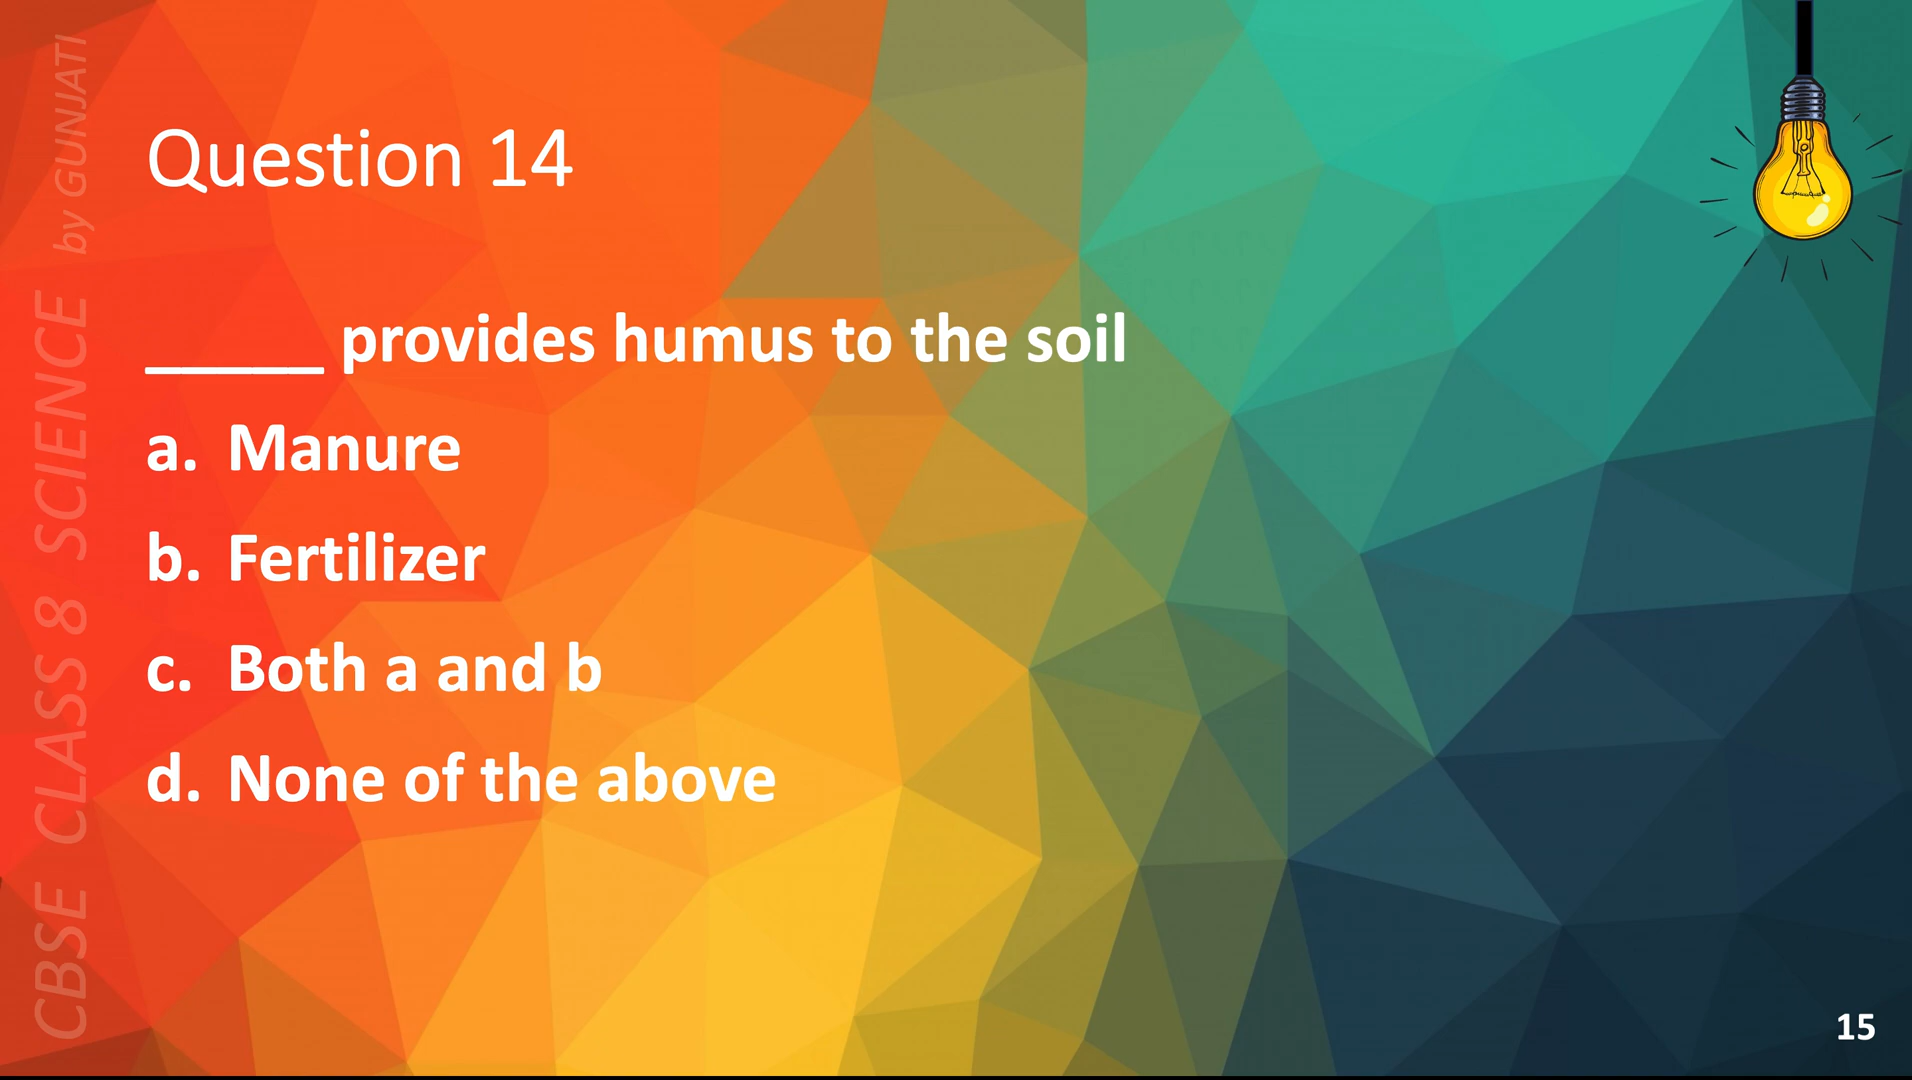 CBSE CLASS 8 SCIENCE by GUNJATI
Question 14
_____ provides humus to the soil
a. Manure
b. Fertilizer
c. Both a and b
d. None of the above
15